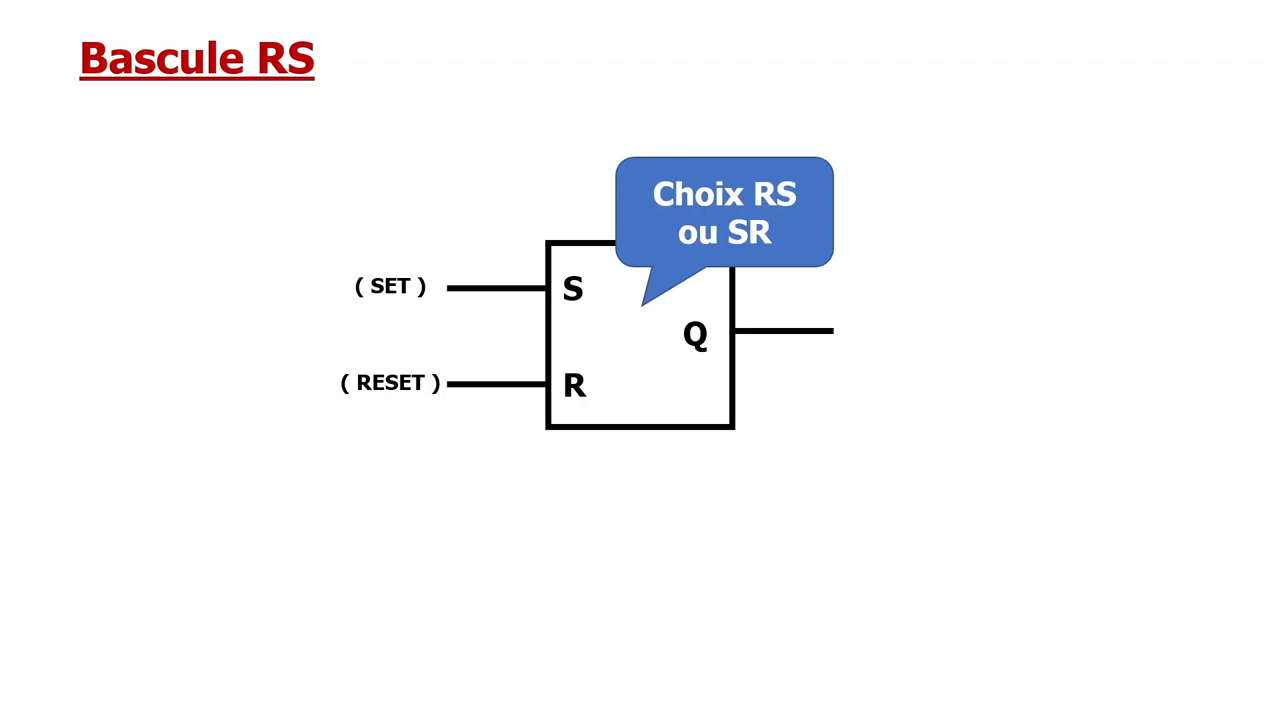 Bascule RS
Choix RS
ou SR
( SET )
S
Q
( RESET )
R